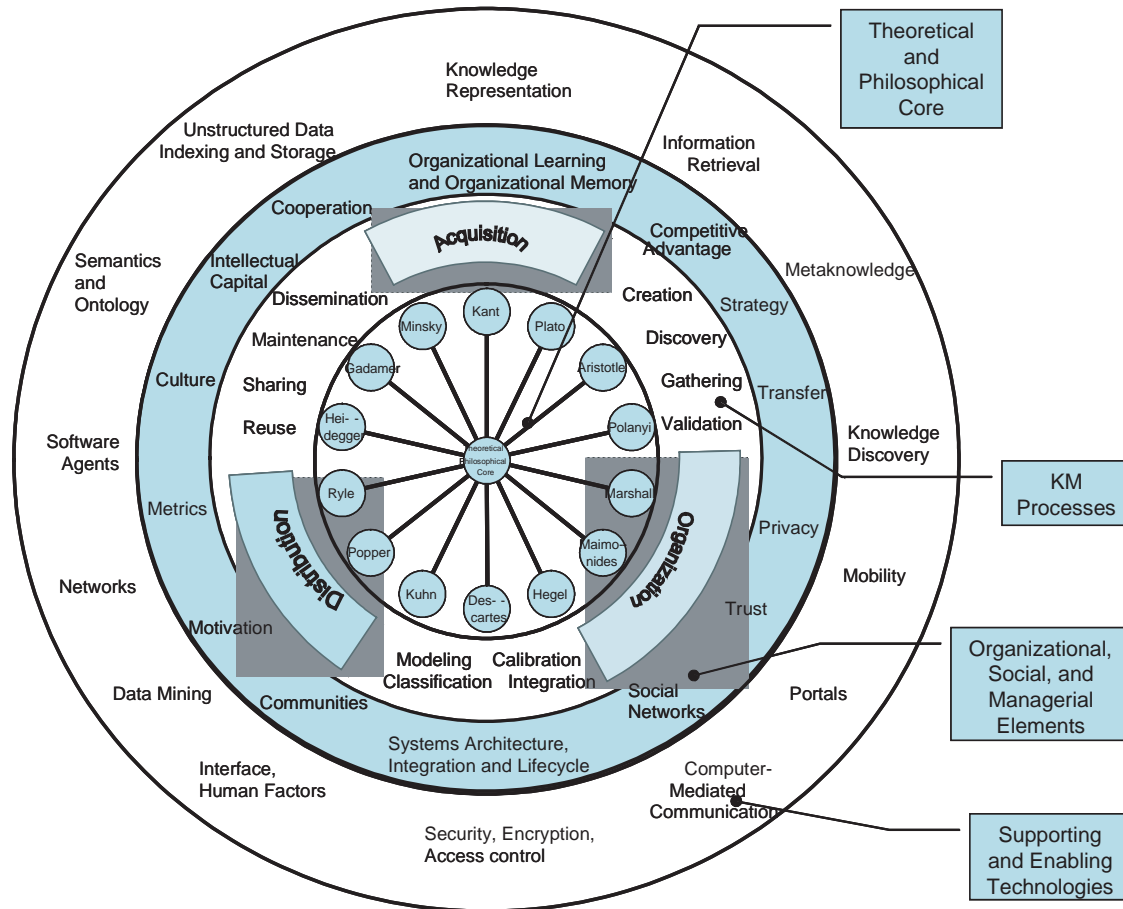 Theoretical
and
Philosophical
Core
Knowledge
Representation
Unstructured Data
Indexing and Storage
Information
Retrieval
Organizational Learning
and Organizational Memory
Cooperation
Competitive
Advantage
Acquisition
Semantics
and
Ontology
Intellectual
Capital
Metaknowledge
Dissemination
Creation
Strategy
Maintenance
Discovery
Kant
Minsky
Plato
Gadamer
Aristotle
Culture
Sharing
Gathering
Transfer
Reuse
Validation
Hei- -
degger
Polanyi
Software
Agents
Knowledge
Discovery
Theoretical
Philosophical
Core
KM
Processes
Ryle
Marshall
Metrics
Privacy
Distribution
Organization
Popper
Maimo–
nides
Networks
Mobility
Kuhn
Des- -
cartes
Hegel
Trust
Motivation
Organizational,
Social, and
Managerial
Elements
Modeling
Classification
Calibration
Integration
Data Mining
Communities
Social
Networks
Portals
Systems Architecture,
Integration and Lifecycle
Interface,
Human Factors
Computer-
Mediated
Communication
Security, Encryption,
Access control
Supporting
and Enabling
Technologies